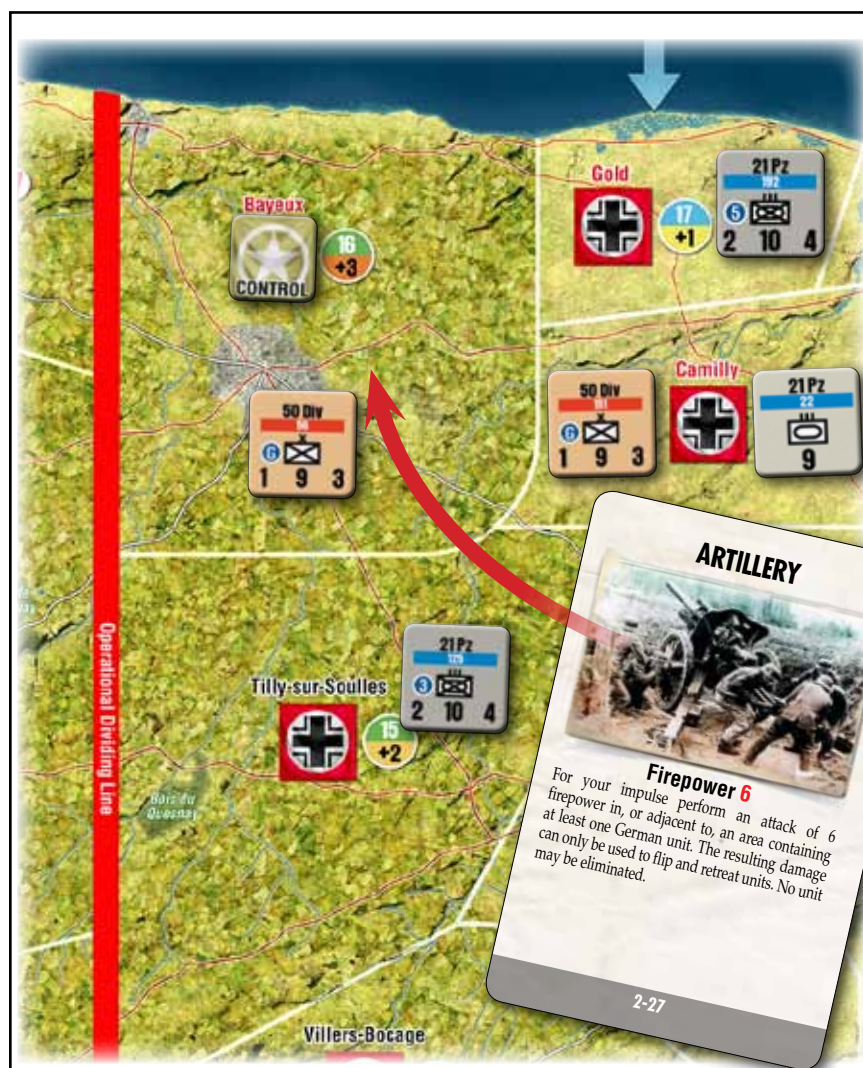 Gold
17
+1
21 Pz
192
5
2 10 4
Bayeux
CONTROL
16
+3
50 Div
G
1 9 3
Camilly
50 Div
G
1 9 3
21 Pz
22
9
ARTILLERY
Firepower 6
For your impulse perform an attack of 6
firepower in, or adjacent to, an area containing
at least one German unit. The resulting damage
can only be used to flip and retreat units. No unit
may be eliminated.
2-27
Operational Dividing Line
Tilly-sur-Soulles
15
+2
21 Pz
125
3
2 10 4
Bois du
Quesnay
Villers-Bocage